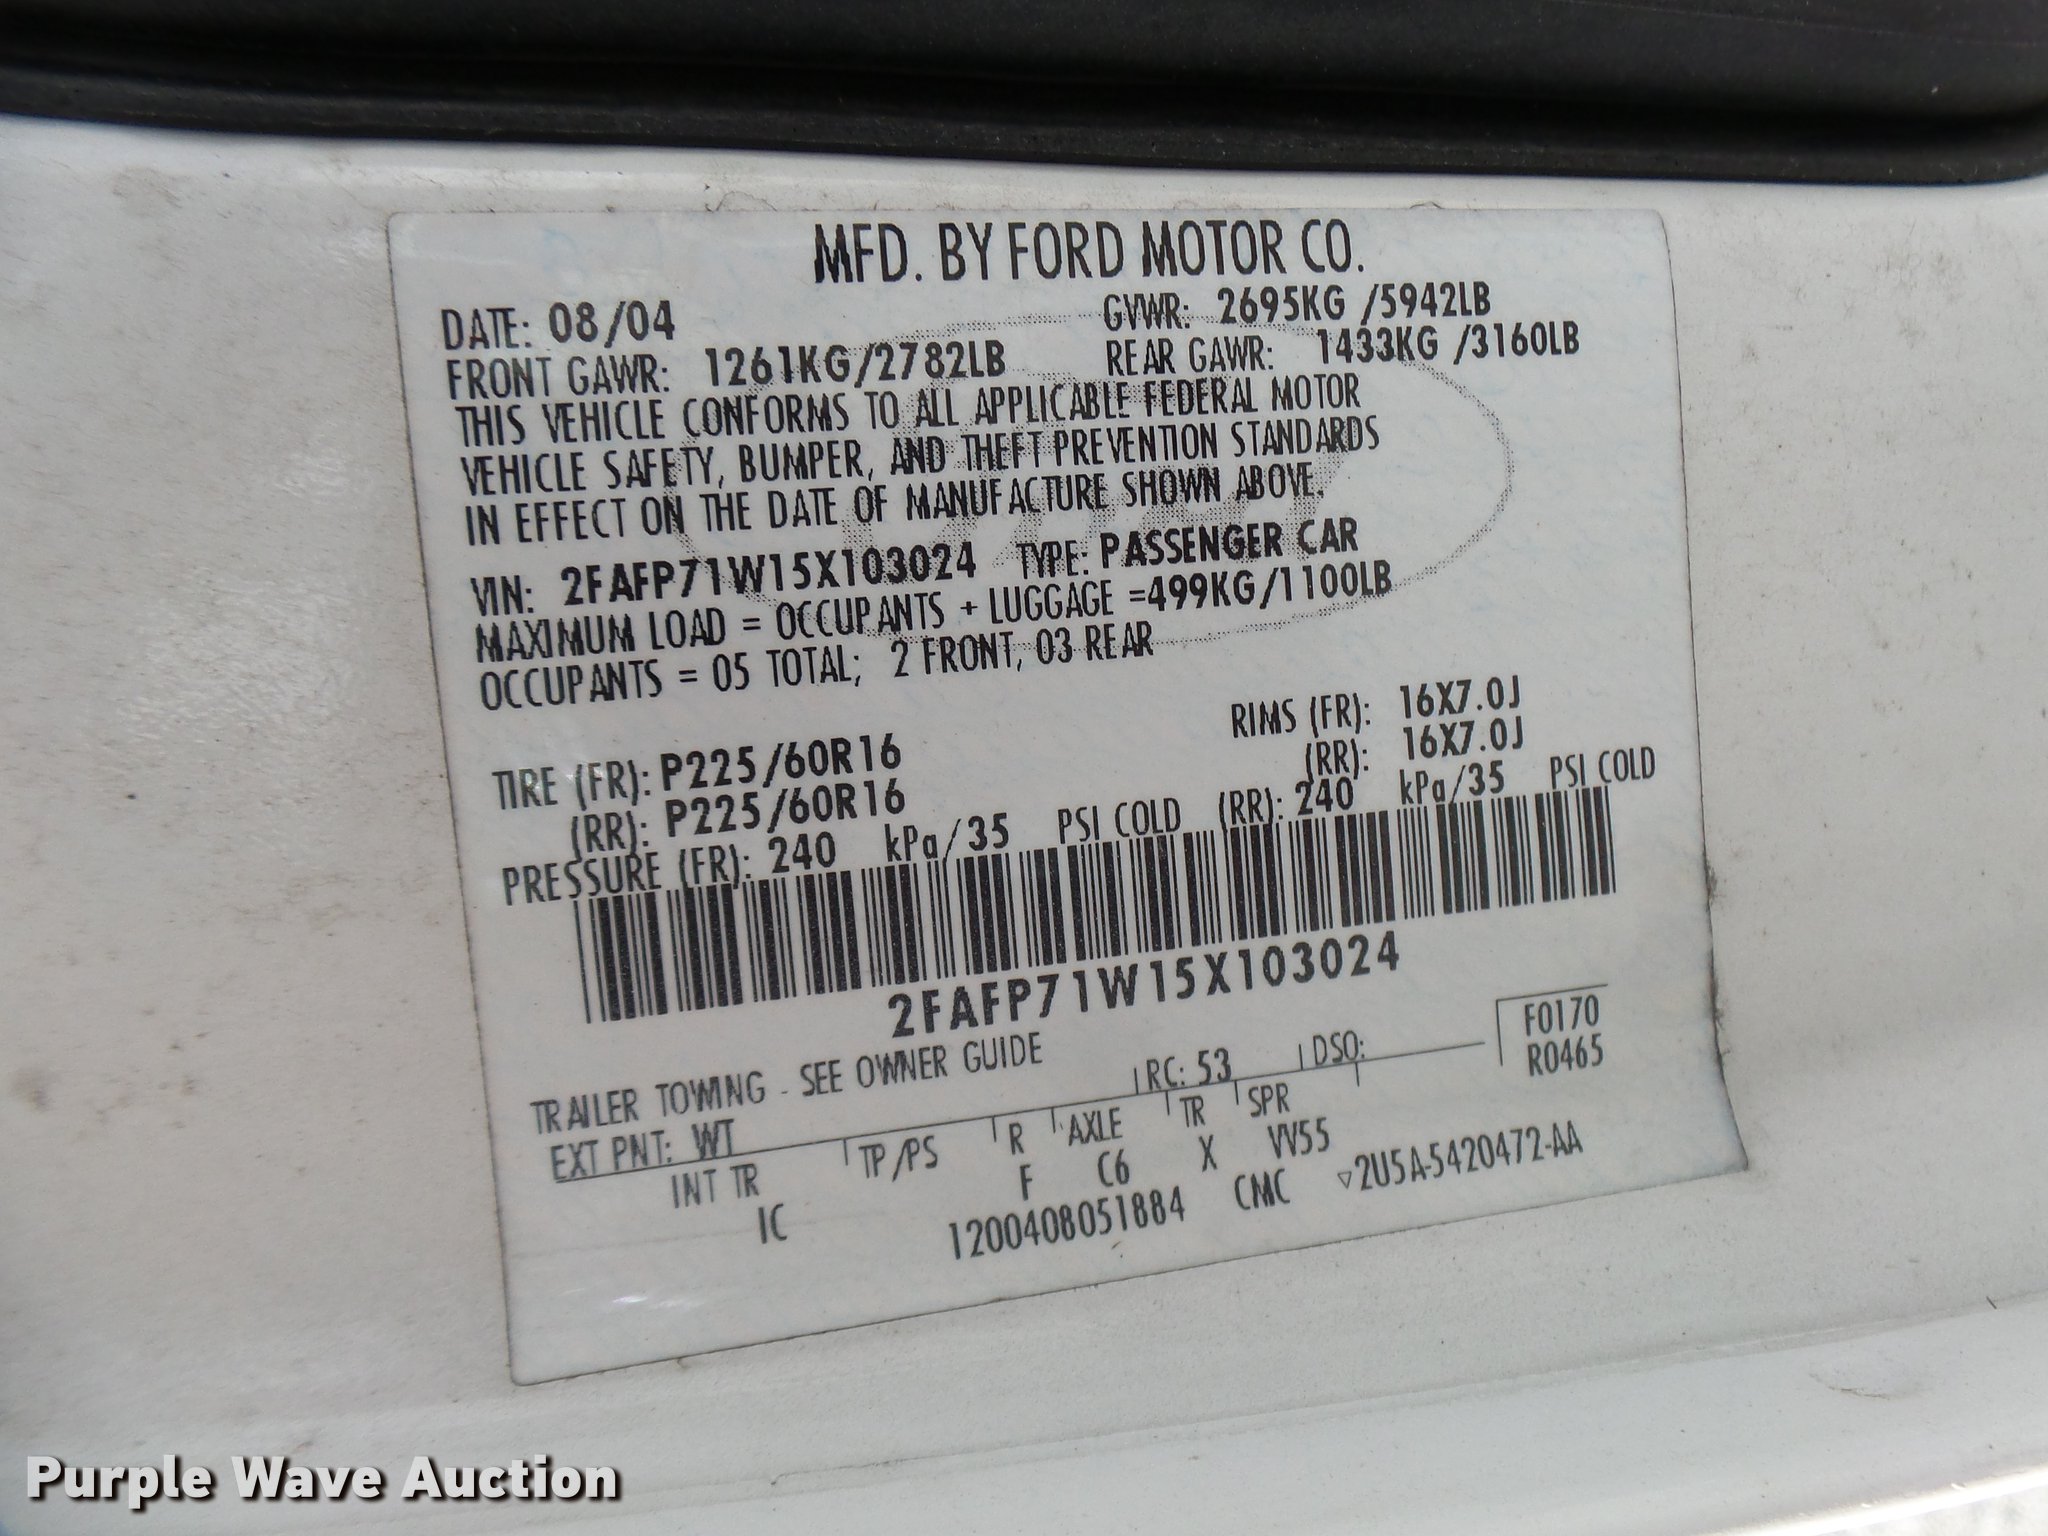 MFD. BY FORD MOTOR CO.
DATE: 08/04 GVWR: 2695KG /5942LB
FRONT GAWR: 1261KG/2782LB REAR GAWR: 1433KG /3160LB
THIS VEHICLE CONFORMS TO ALL APPLICABLE FEDERAL MOTOR
VEHICLE SAFETY, BUMPER, AND THEFT PREVENTION STANDARDS
IN EFFECT ON THE DATE OF MANUFACTURE SHOWN ABOVE.
VIN: 2FAFP71W15X103024 TYPE: PASSENGER CAR
MAXIMUM LOAD = OCCUPANTS + LUGGAGE =499KG/1100LB
OCCUPANTS = 05 TOTAL; 2 FRONT, 03 REAR
TIRE (FR): P225/60R16 RIMS (FR): 16X7.0J
(RR): P225/60R16 (RR): 16X7.0J
PRESSURE (FR): 240 kPa/35 PSI COLD (RR): 240 kPa/35 PSI COLD
2FAFP71W15X103024
TRAILER TOWING - SEE OWNER GUIDE
F0170
R0465
EXT PNT: WT RC: 53 DSO:
INT TR TP/PS R AXLE TR SPR
IC F C6 X VV55
1200408051884 CMC ▽2U5A-5420472-AA
Purple Wave Auction